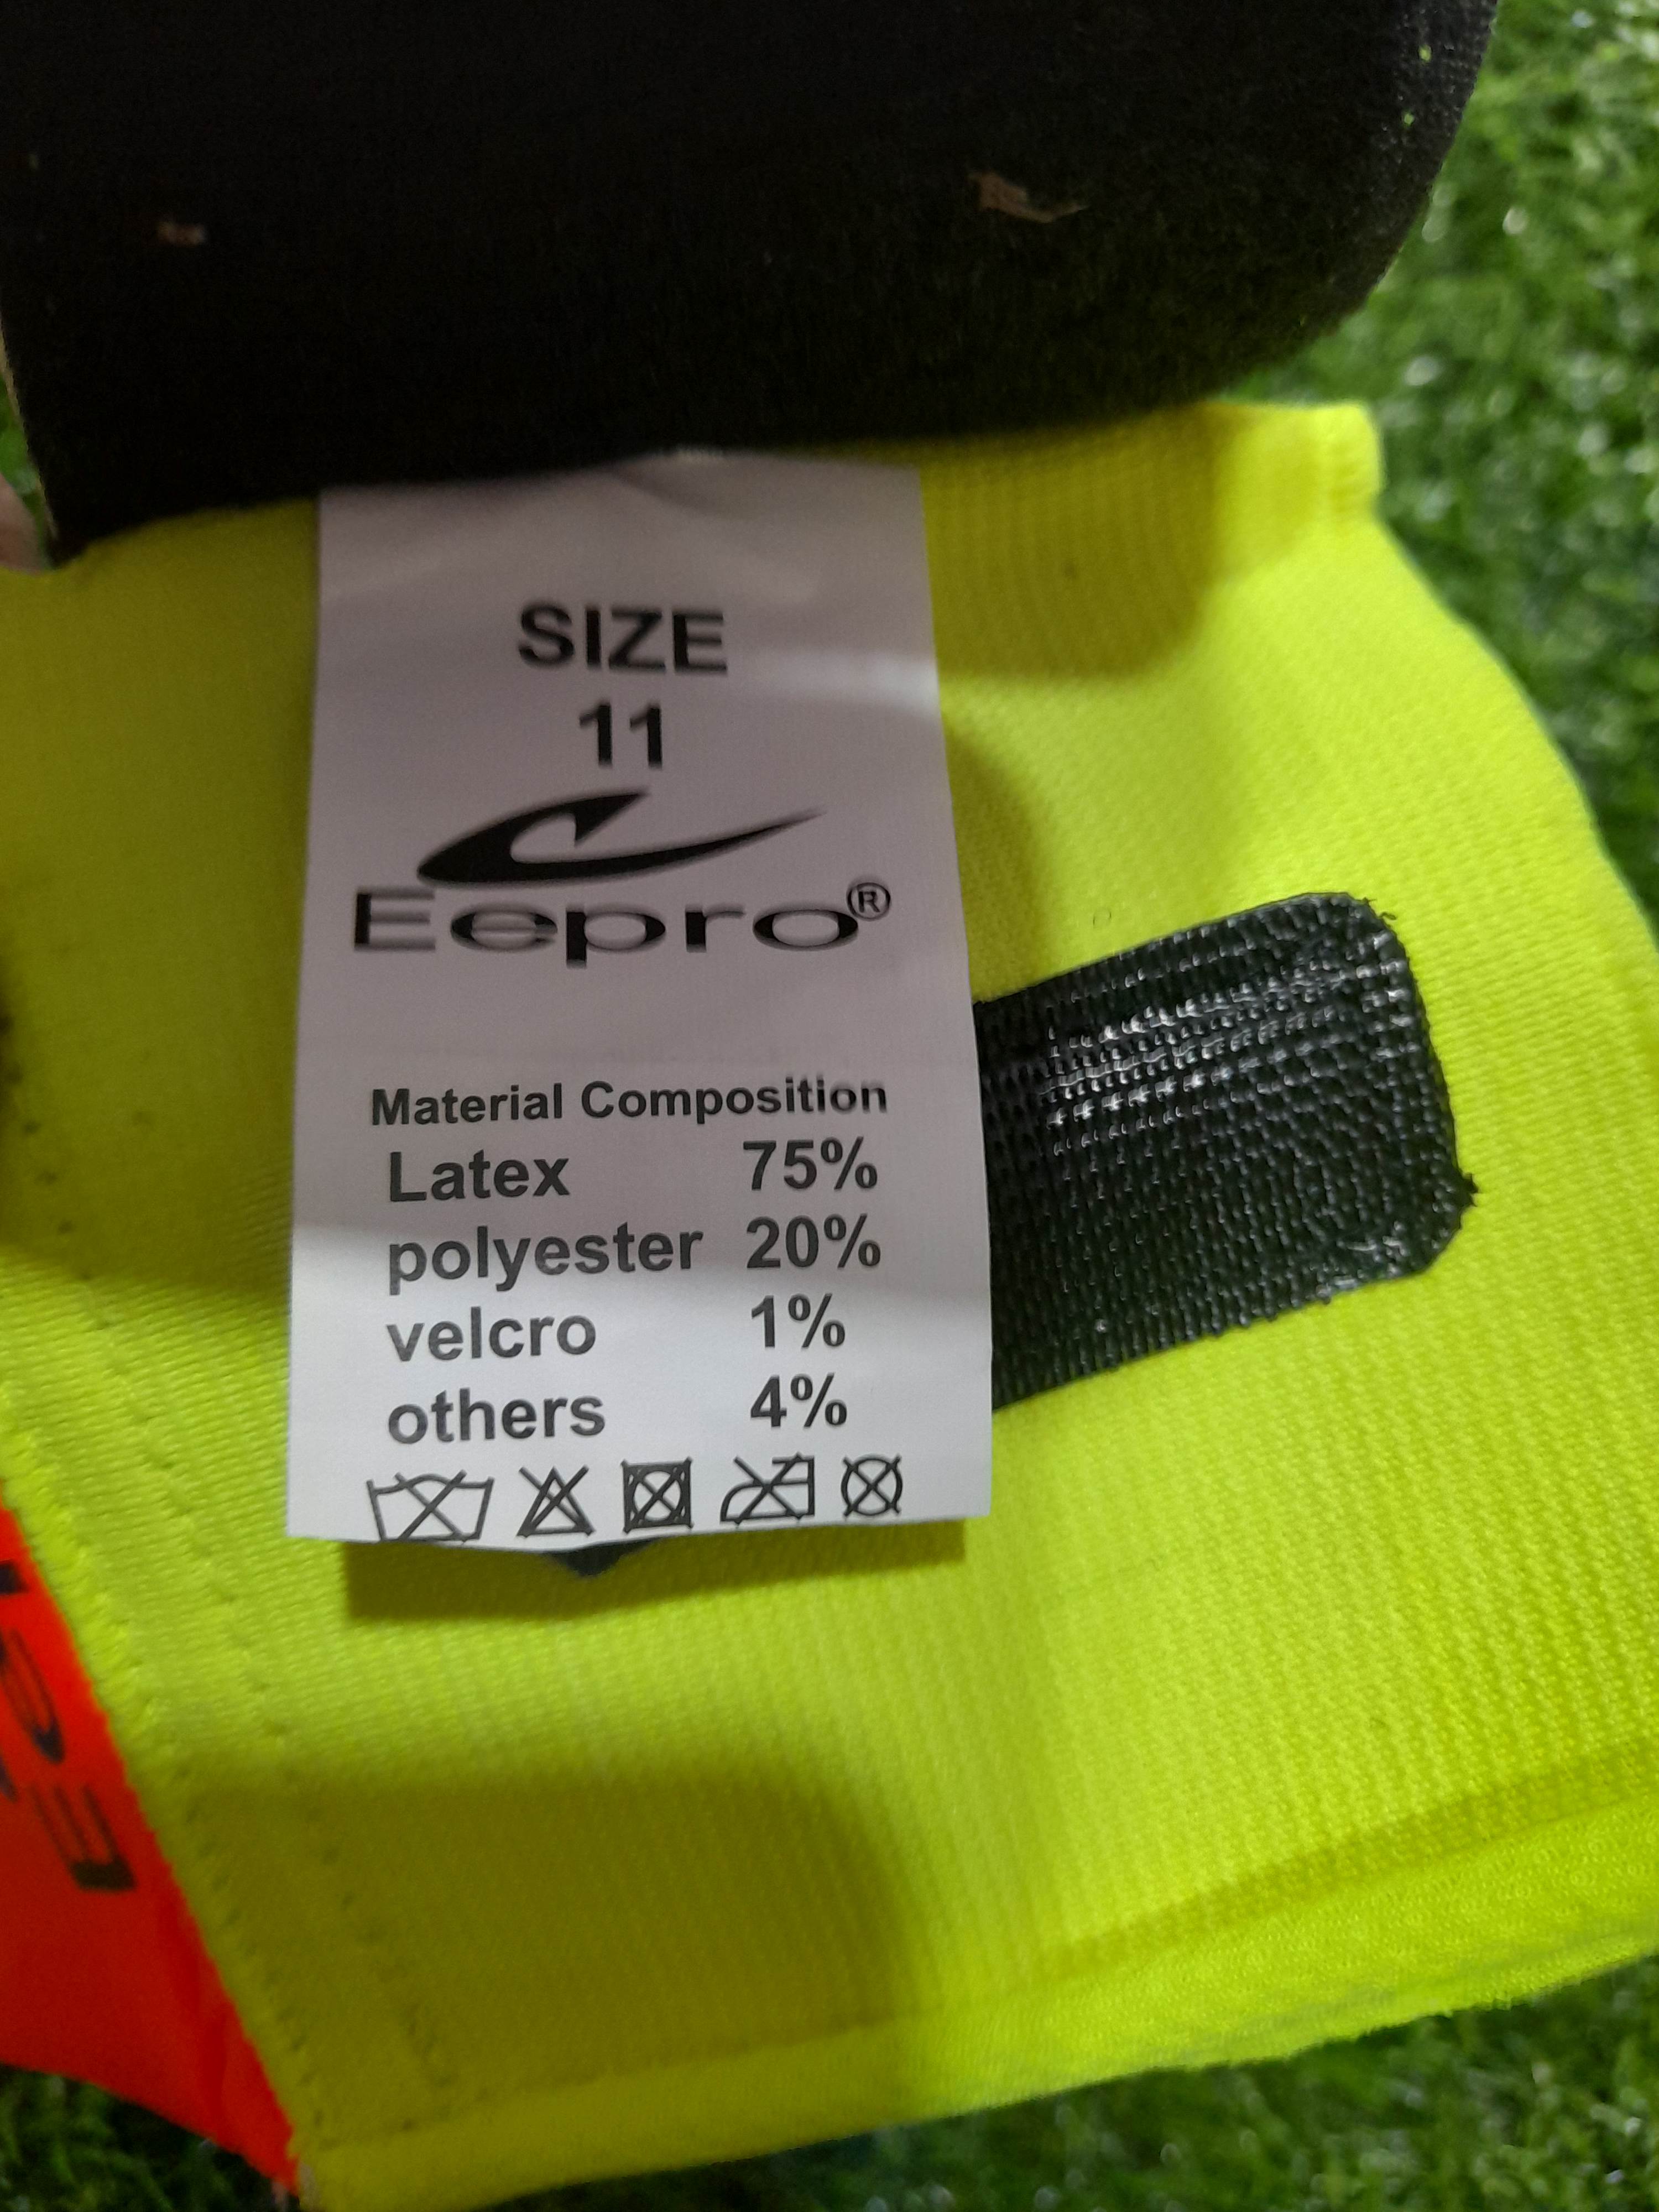 SIZE
11
Eepro®
Material Composition
Latex 75%
polyester 20%
velcro 1%
others 4%